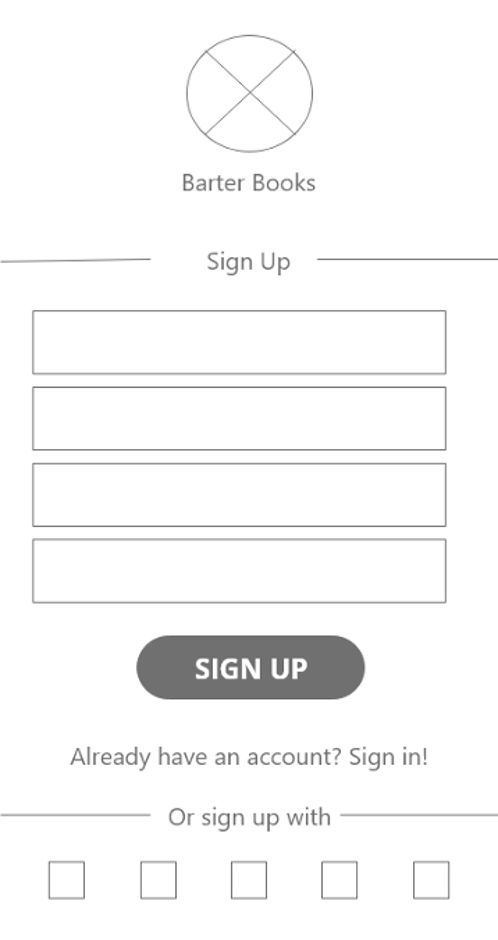 Barter Books
Sign Up
SIGN UP
Already have an account? Sign in!
Or sign up with